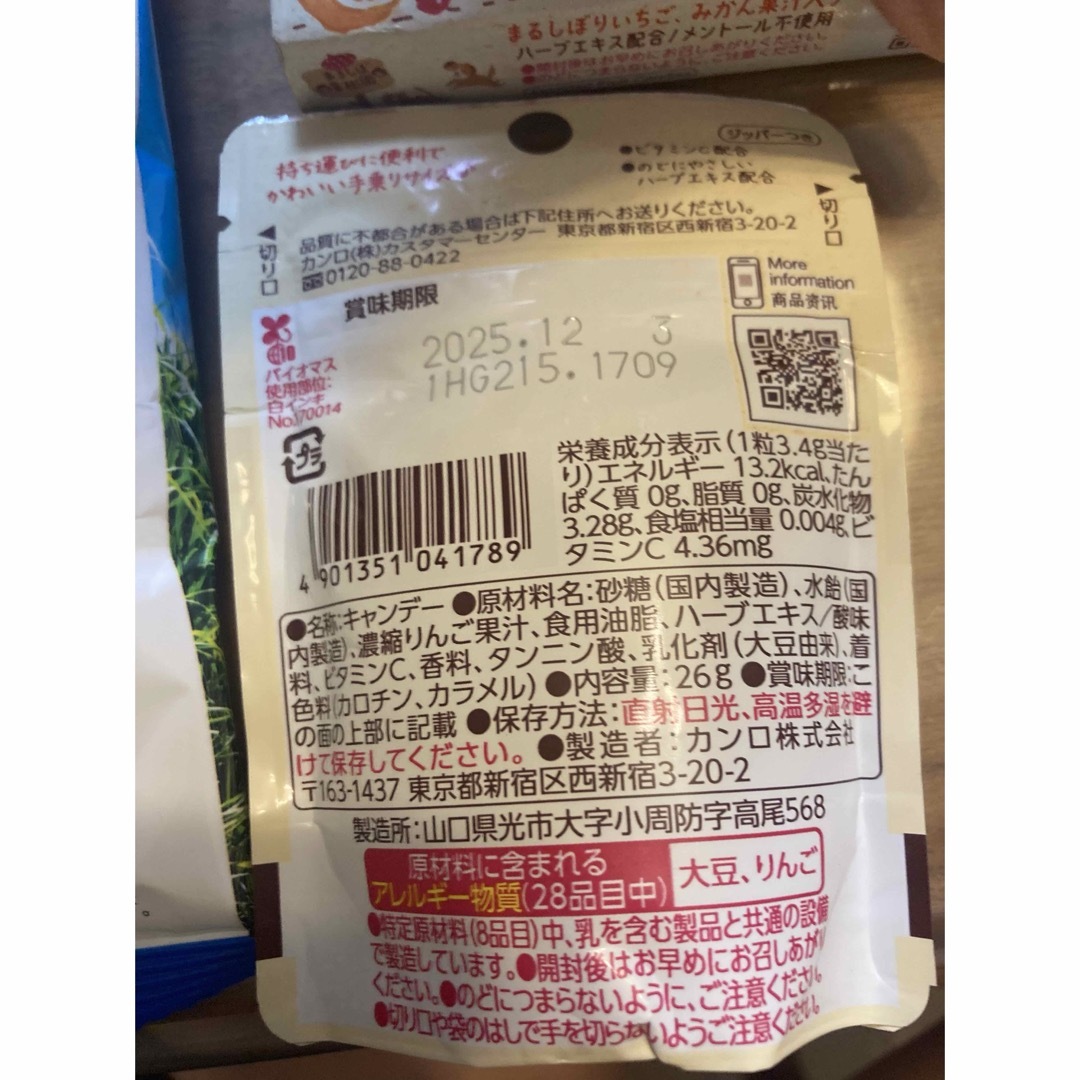 まるしぼりいちご、みかん果汁入り
ハーブエキス配合/メントール不使用
●開封後はお早めにお召しあがりください。
ジッパーつき
持ち運びに便利で
かわいい手乗りサイズ
●ビタミンC配合
●のどにやさしい
ハーブエキス配合
◀切り口
▶切り口
品質に不都合がある場合は下記住所へお送りください。
カンロ(株)カスタマーセンター 東京都新宿区西新宿3-20-2
0120-88-0422
More
information
商品资讯
賞味期限
2025.12 3
1HG215.1709
バイオマス
使用部位:
白インキ
No.170014
プラ
栄養成分表示(1粒3.4g当た
り)エネルギー 13.2kcal、たん
ぱく質 0g、脂質 0g、炭水化物
3.28g、食塩相当量 0.004g、ビ
タミンC 4.36mg
4 901351 041789
●名称:キャンデー ●原材料名:砂糖(国内製造)、水飴(国
内製造)、濃縮りんご果汁、食用油脂、ハーブエキス/酸味
料、ビタミンC、香料、タンニン酸、乳化剤(大豆由来)、着
色料(カロチン、カラメル) ●内容量:26g ●賞味期限:こ
の面の上部に記載 ●保存方法:直射日光、高温多湿を避
けて保存してください。 ●製造者:カンロ株式会社
〒163-1437 東京都新宿区西新宿3-20-2
製造所:山口県光市大字小周防字高尾568
原材料に含まれる
アレルギー物質(28品目中)
大豆、りんご
●特定原材料(8品目)中、乳を含む製品と共通の設備
で製造しています。●開封後はお早めにお召しあがり
ください。●のどにつまらないように、ご注意ください。
●切り口や袋のはしで手を切らないようご注意ください。